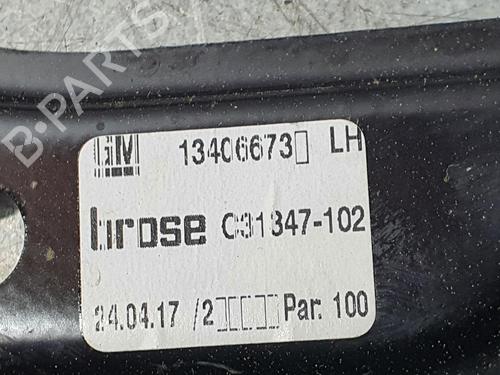 B-PARTS
GM 13406673 LH
brose C31347-102
24.04.17 /2 Par: 100